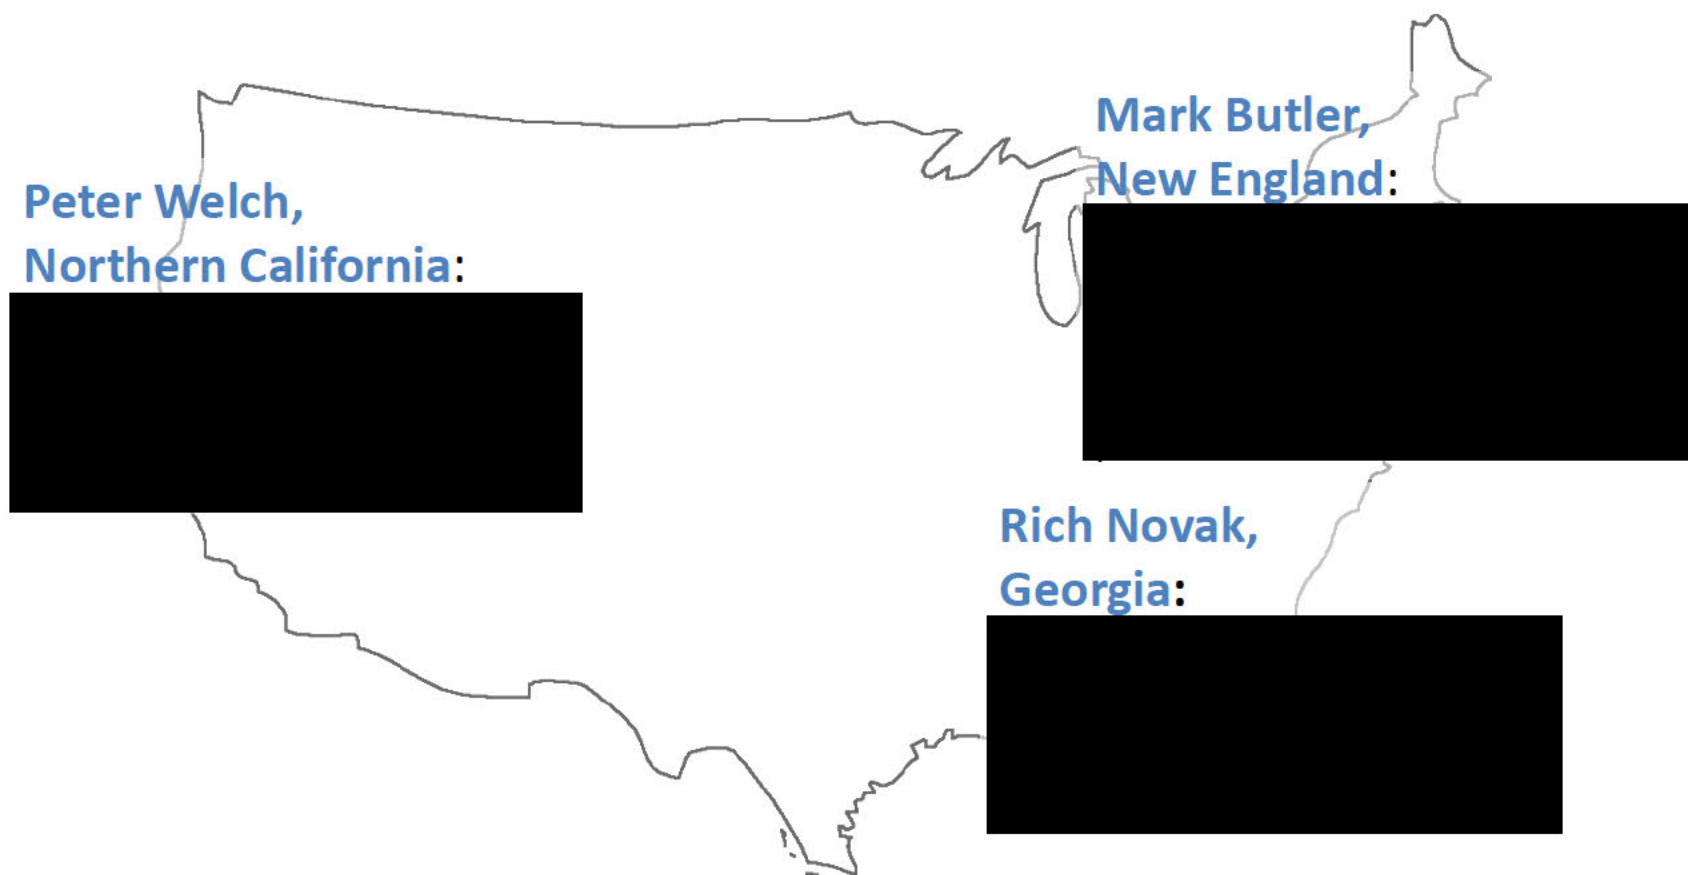 Mark Butler,
New England:
Peter Welch,
Northern California:
Rich Novak,
Georgia: